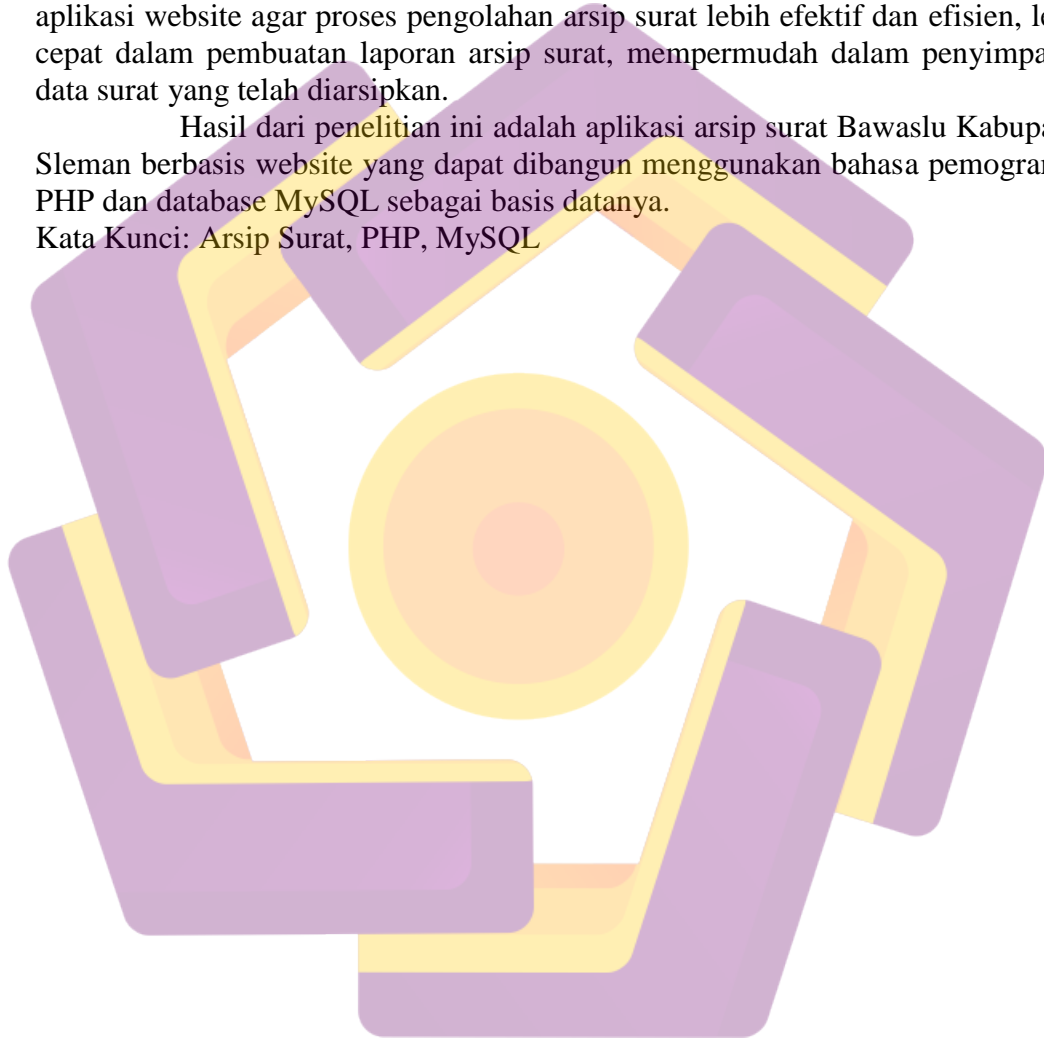 aplikasi website agar proses pengolahan arsip surat lebih efektif dan efisien, le
cepat dalam pembuatan laporan arsip surat, mempermudah dalam penyimpa
data surat yang telah diarsipkan.
Hasil dari penelitian ini adalah aplikasi arsip surat Bawaslu Kabupa
Sleman berbasis website yang dapat dibangun menggunakan bahasa pemogran
PHP dan database MySQL sebagai basis datanya.
Kata Kunci: Arsip Surat, PHP, MySQL